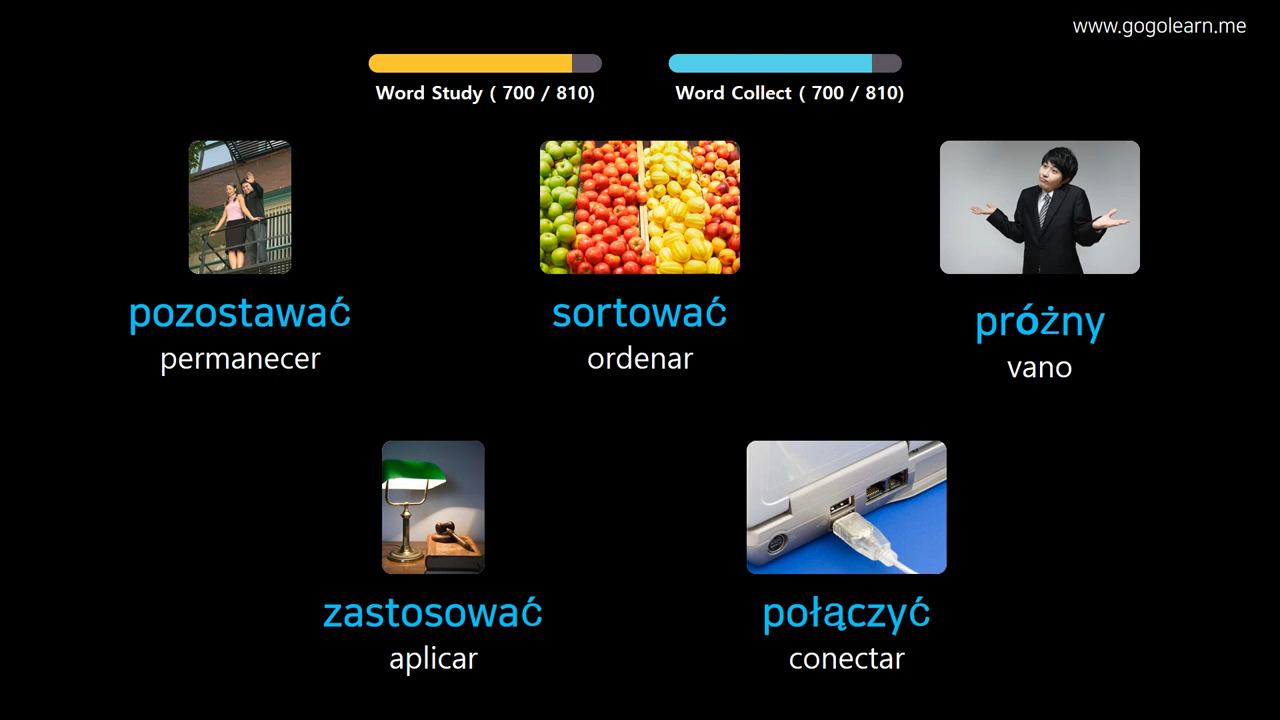 www.gogolearn.me
Word Study ( 700 / 810)
Word Collect ( 700 / 810)
pozostawać
permanecer
sortować
ordenar
próżny
vano
zastosować
aplicar
połączyć
conectar